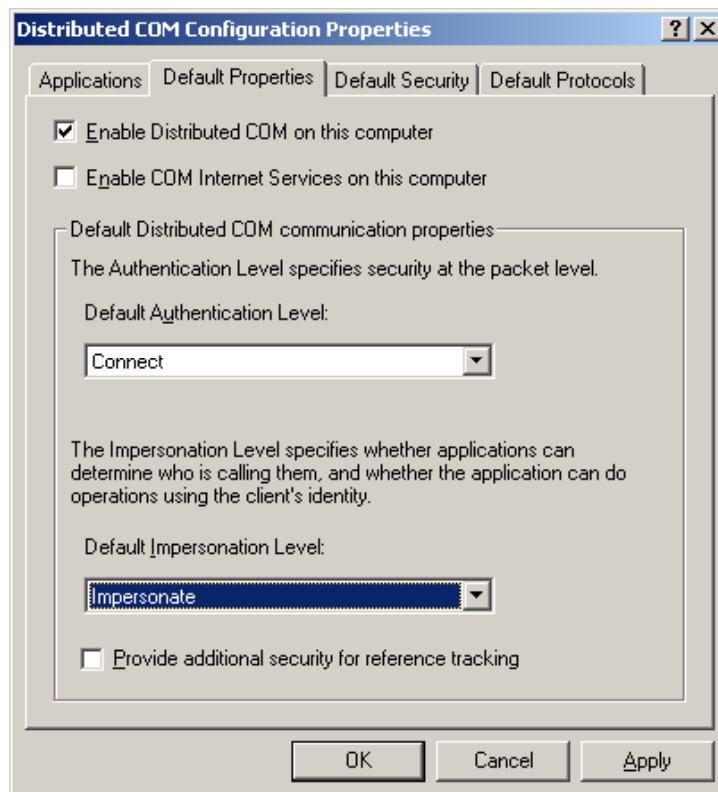 Distributed COM Configuration Properties
Applications
Default Properties
Default Security
Default Protocols
Enable Distributed COM on this computer
Enable COM Internet Services on this computer
Default Distributed COM communication properties
The Authentication Level specifies security at the packet level.
Default Authentication Level:
Connect
The Impersonation Level specifies whether applications can
determine who is calling them, and whether the application can do
operations using the client's identity.
Default Impersonation Level:
Impersonate
Provide additional security for reference tracking
OK
Cancel
Apply